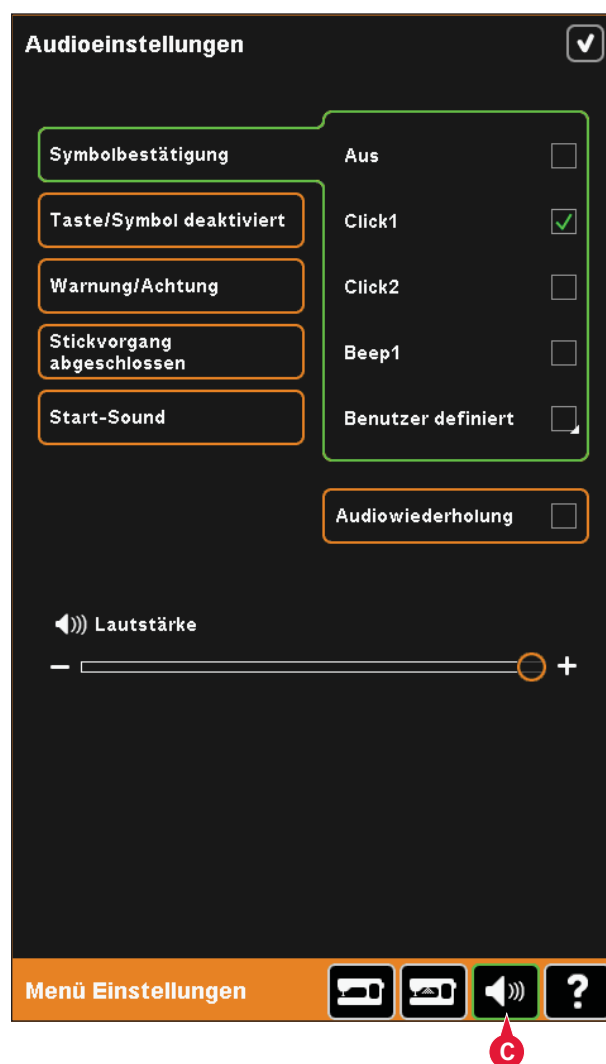 Audioeinstellungen
Symbolbestätigung
Taste/Symbol deaktiviert
Warnung/Achtung
Stickvorgang
abgeschlossen
Start-Sound
Aus
Click1
Click2
Beep1
Benutzer definiert
Audiowiederholung
Lautstärke
− +
Menü Einstellungen
?
C